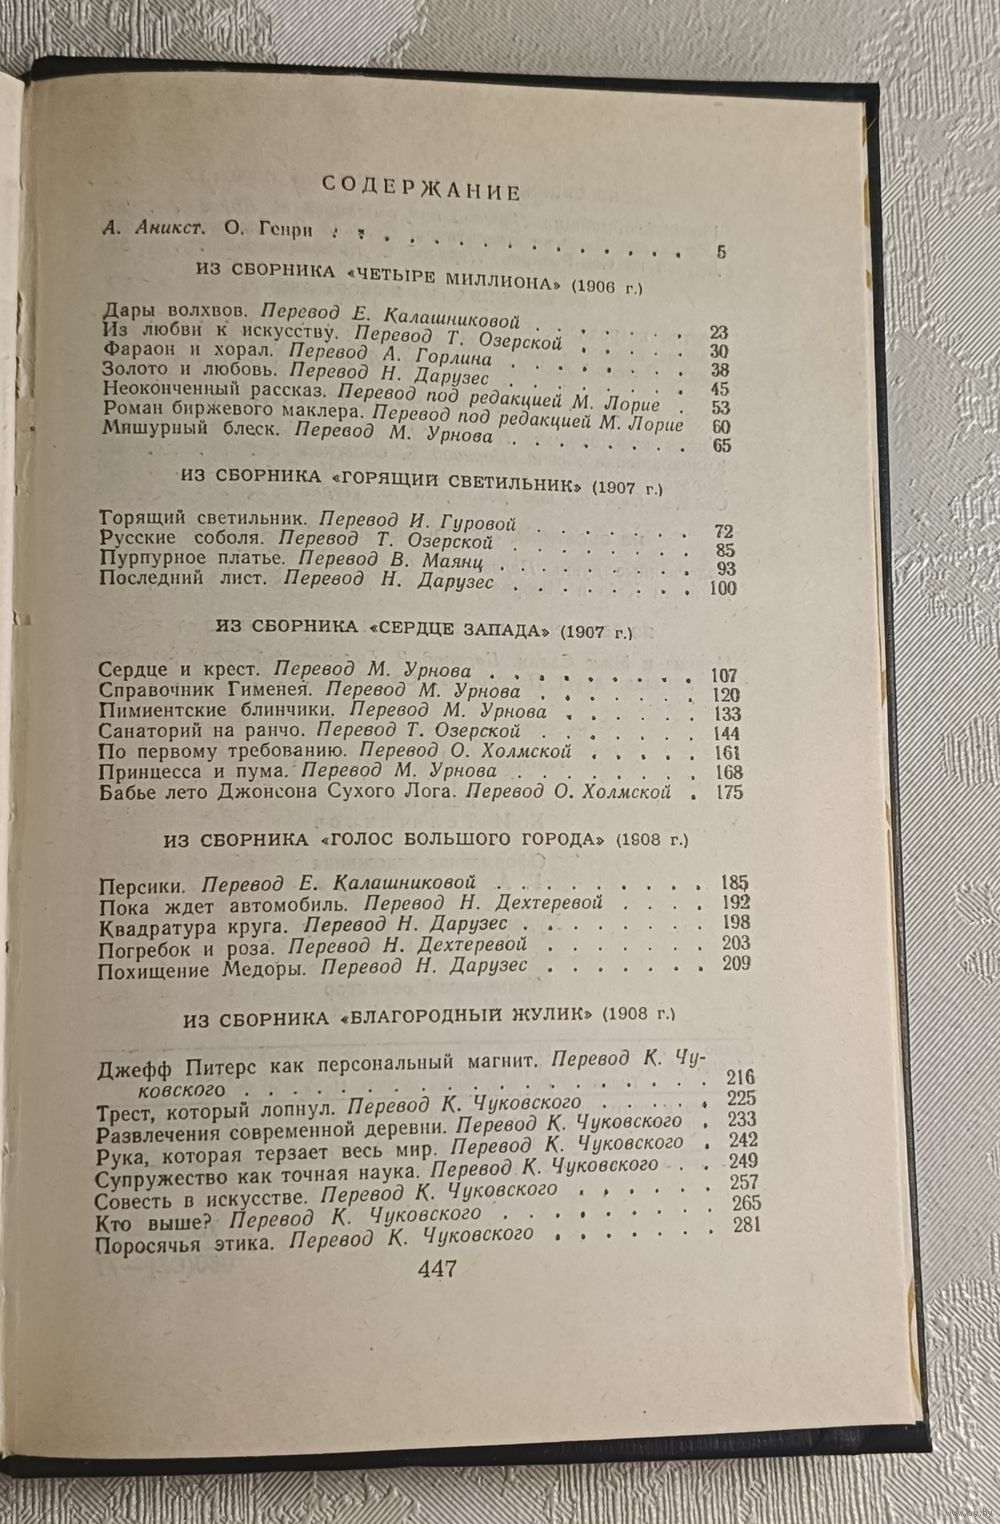 СОДЕРЖАНИЕ
А. Аникст. О. Генри . . . . . . . . . . . . . . . 5
ИЗ СБОРНИКА «ЧЕТЫРЕ МИЛЛИОНА» (1906 г.)
Дары волхвов. Перевод Е. Калашниковой . . . . . . . 23
Из любви к искусству. Перевод Т. Озерской . . . . . 30
Фараон и хорал. Перевод А. Горлина . . . . . . . . 38
Золото и любовь. Перевод Н. Дарузес . . . . . . . . 45
Неоконченный рассказ. Перевод под редакцией М. Лорие . 53
Роман биржевого маклера. Перевод под редакцией М. Лорие 60
Мишурный блеск. Перевод М. Урнова . . . . . . . . 65
ИЗ СБОРНИКА «ГОРЯЩИЙ СВЕТИЛЬНИК» (1907 г.)
Горящий светильник. Перевод И. Гуровой . . . . . . . 72
Русские соболя. Перевод Т. Озерской . . . . . . . . 85
Пурпурное платье. Перевод В. Маянц . . . . . . . . 93
Последний лист. Перевод Н. Дарузес . . . . . . . . 100
ИЗ СБОРНИКА «СЕРДЦЕ ЗАПАДА» (1907 г.)
Сердце и крест. Перевод М. Урнова . . . . . . . . . 107
Справочник Гименея. Перевод М. Урнова . . . . . . . 120
Пимиентские блинчики. Перевод М. Урнова . . . . . . 133
Санаторий на ранчо. Перевод Т. Озерской . . . . . . . 144
По первому требованию. Перевод О. Холмской . . . . . 161
Принцесса и пума. Перевод М. Урнова . . . . . . . . 168
Бабье лето Джонсона Сухого Лога. Перевод О. Холмской . 175
ИЗ СБОРНИКА «ГОЛОС БОЛЬШОГО ГОРОДА» (1908 г.)
Персики. Перевод Е. Калашниковой . . . . . . . . . 185
Пока ждет автомобиль. Перевод Н. Дехтеревой . . . . 192
Квадратура круга. Перевод Н. Дарузес . . . . . . . . 198
Погребок и роза. Перевод Н. Дехтеревой . . . . . . . 203
Похищение Медоры. Перевод Н. Дарузес . . . . . . . 209
ИЗ СБОРНИКА «БЛАГОРОДНЫЙ ЖУЛИК» (1908 г.)
Джефф Питерс как персональный магнит. Перевод К. Чу-
ковского . . . . . . . . . . . . . . . . . . . . 216
Трест, который лопнул. Перевод К. Чуковского . . . . . 225
Развлечения современной деревни. Перевод К. Чуковского . 233
Рука, которая терзает весь мир. Перевод К. Чуковского . 242
Супружество как точная наука. Перевод К. Чуковского . . 249
Совесть в искусстве. Перевод К. Чуковского . . . . . . 257
Кто выше? Перевод К. Чуковского . . . . . . . . . 265
Поросячья этика. Перевод К. Чуковского . . . . . . . 281
447